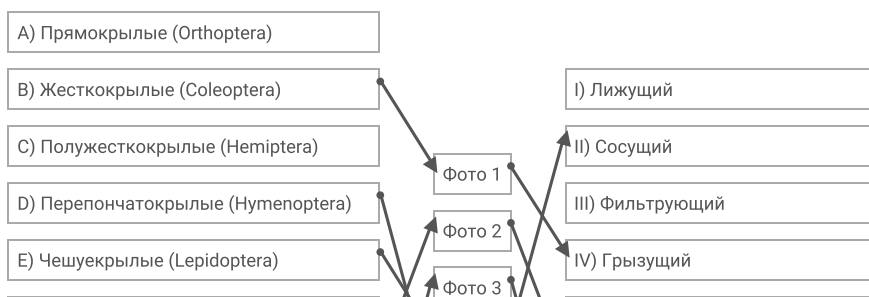 A) Прямокрылые (Orthoptera)
B) Жесткокрылые (Coleoptera)
C) Полужесткокрылые (Hemiptera)
D) Перепончатокрылые (Hymenoptera)
E) Чешуекрылые (Lepidoptera)
Фото 1
Фото 2
Фото 3
I) Лижущий
II) Сосущий
III) Фильтрующий
IV) Грызущий